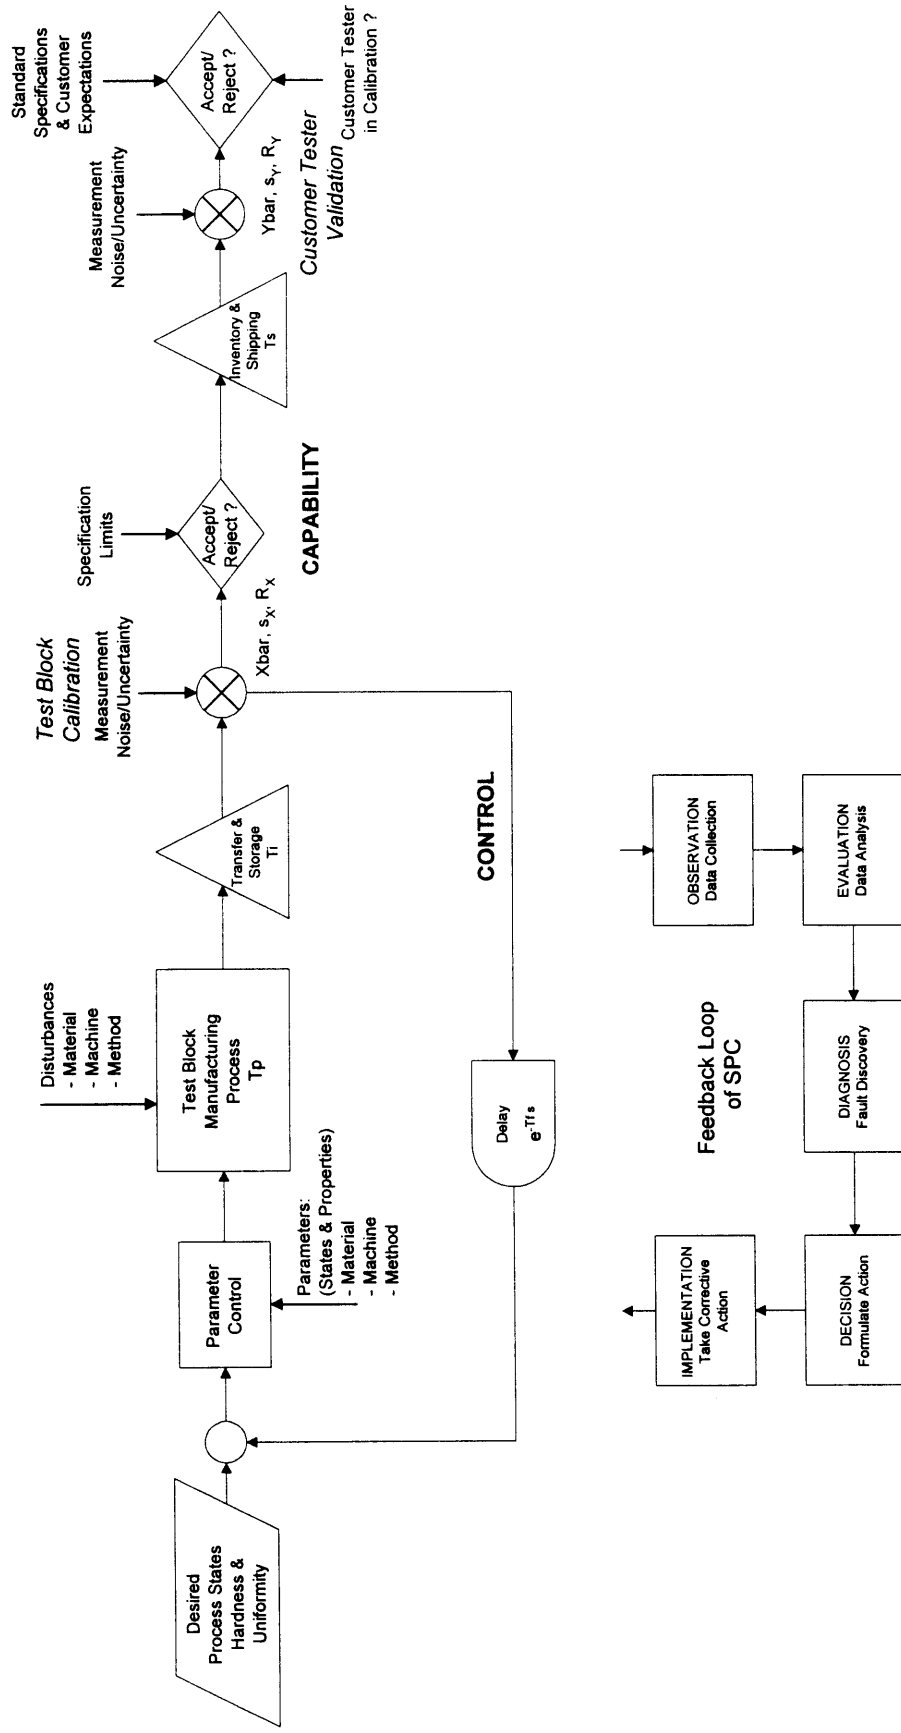 Desired
Process States
Hardness &
Uniformity
Parameter
Control
Parameters:
(States & Properties)
- Material
- Machine
- Method
Disturbances
- Material
- Machine
- Method
Test Block
Manufacturing
Process
Tp
Transfer &
Storage
Ti
Test Block
Calibration
Measurement
Noise/Uncertainty
Xbar, sX, RX
Specification
Limits
Accept/
Reject ?
CAPABILITY
Inventory &
Shipping
Ts
Measurement
Noise/Uncertainty
Ybar, sY, RY
Customer Tester
Validation
Standard
Specifications
& Customer
Expectations
Accept/
Reject ?
Customer Tester
in Calibration ?
CONTROL
Delay
e-Tf s
Feedback Loop
of SPC
OBSERVATION
Data Collection
EVALUATION
Data Analysis
DIAGNOSIS
Fault Discovery
DECISION
Formulate Action
IMPLEMENTATION
Take Corrective
Action